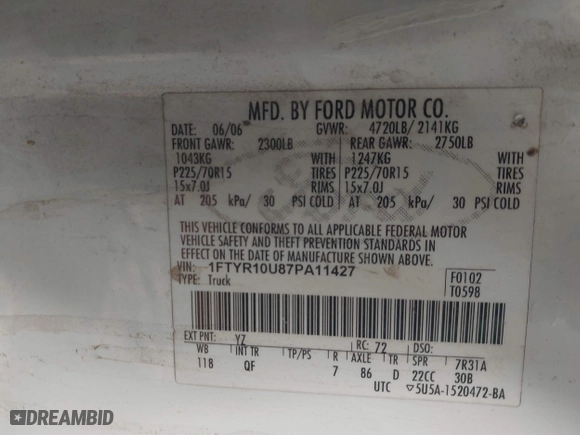 MFD. BY FORD MOTOR CO.
DATE: 06/06 GVWR: 4720LB/ 2141KG
FRONT GAWR: 2300LB REAR GAWR: 2750LB
1043KG WITH 1247KG WITH
P225/70R15 TIRES P225/70R15 TIRES
15x7.0J RIMS 15x7.0J RIMS
AT 205 kPa/ 30 PSI COLD AT 205 kPa/ 30 PSI COLD
THIS VEHICLE CONFORMS TO ALL APPLICABLE FEDERAL MOTOR
VEHICLE SAFETY AND THEFT PREVENTION STANDARDS IN
EFFECT ON THE DATE OF MANUFACTURE SHOWN ABOVE.
VIN: 1FTYR10U87PA11427 F0102
TYPE: Truck T0598
EXT PNT: YZ RC: 72 DSO:
WB INT TR TP/PS R AXLE TR SPR 7R31A
118 QF 7 86 D 22CC 30B
UTC ▽5U5A-1520472-BA
DREAMBID